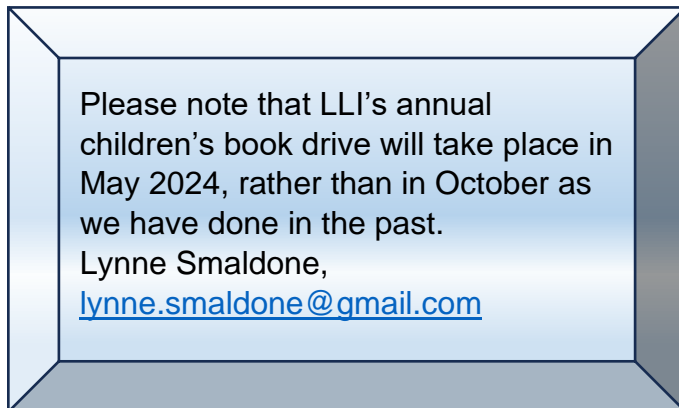 Please note that LLI’s annual
children’s book drive will take place in
May 2024, rather than in October as
we have done in the past.
Lynne Smaldone,
lynne.smaldone@gmail.com